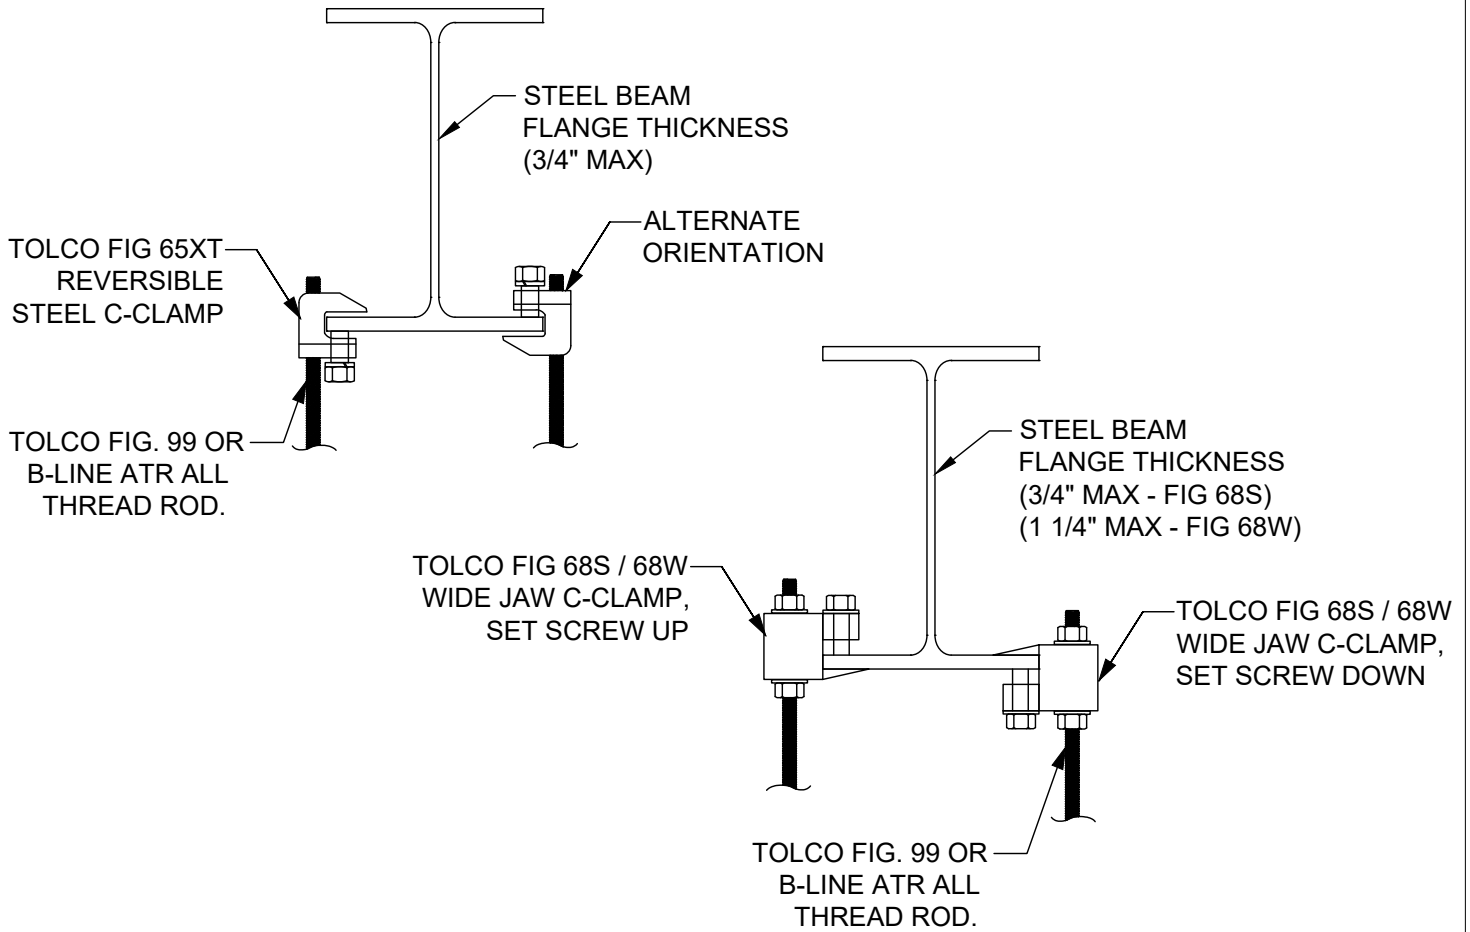 STEEL BEAM
FLANGE THICKNESS
(3/4" MAX)
ALTERNATE
ORIENTATION
TOLCO FIG 65XT
REVERSIBLE
STEEL C-CLAMP
TOLCO FIG. 99 OR
B-LINE ATR ALL
THREAD ROD.
STEEL BEAM
FLANGE THICKNESS
(3/4" MAX - FIG 68S)
(1 1/4" MAX - FIG 68W)
TOLCO FIG 68S / 68W
WIDE JAW C-CLAMP,
SET SCREW UP
TOLCO FIG 68S / 68W
WIDE JAW C-CLAMP,
SET SCREW DOWN
TOLCO FIG. 99 OR
B-LINE ATR ALL
THREAD ROD.